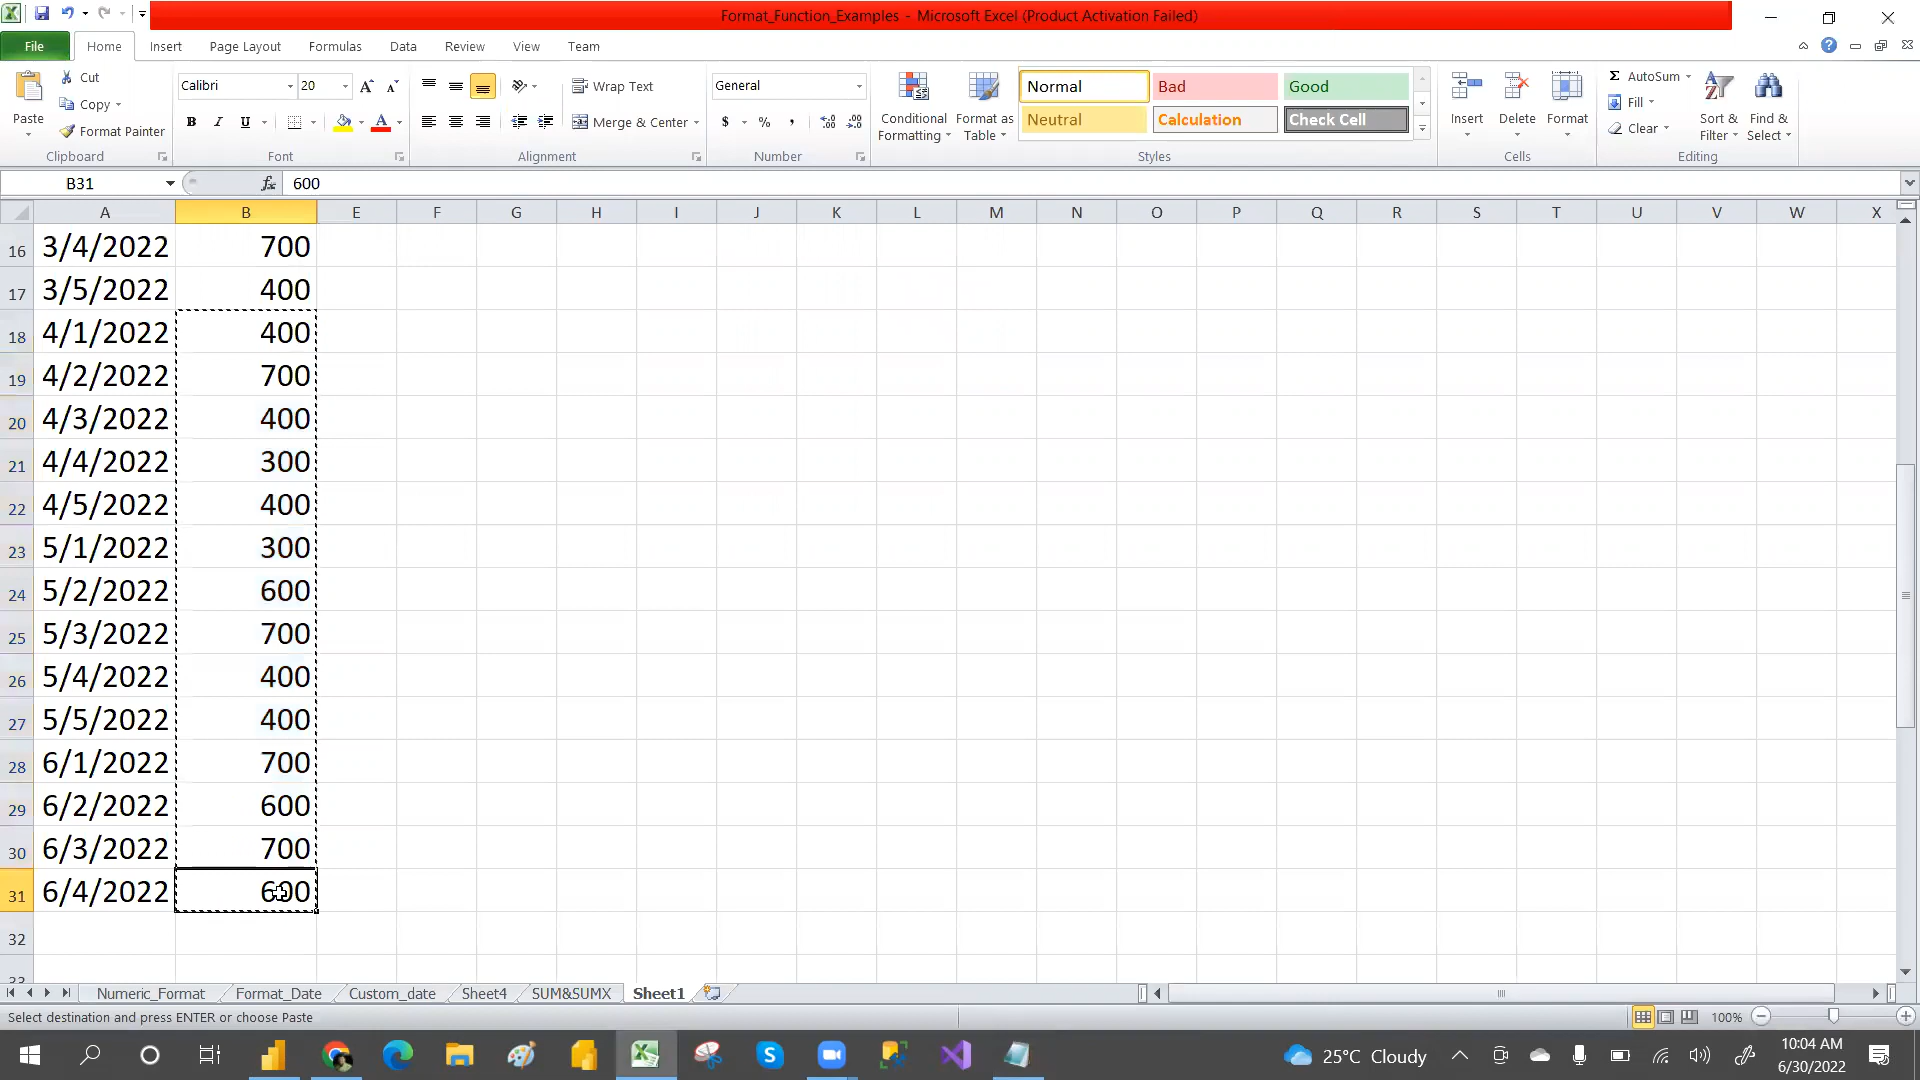 Format_Function_Examples - Microsoft Excel (Product Activation Failed)
File Home Insert Page Layout Formulas Data Review View Team
Paste Cut Copy Format Painter
Calibri 20
B I U A
Wrap Text
Merge & Center
General
$ % ,
Conditional Formatting
Format as Table
Normal Bad Good
Neutral Calculation Check Cell
Insert Delete Format
Σ AutoSum
Fill
Clear
Sort & Filter
Find & Select
Clipboard Font Alignment Number Styles Cells Editing
B31 fx 600
A B E F G H I J K L M N O P Q R S T U V W X
16 3/4/2022 700
17 3/5/2022 400
18 4/1/2022 400
19 4/2/2022 700
20 4/3/2022 400
21 4/4/2022 300
22 4/5/2022 400
23 5/1/2022 300
24 5/2/2022 600
25 5/3/2022 700
26 5/4/2022 400
27 5/5/2022 400
28 6/1/2022 700
29 6/2/2022 600
30 6/3/2022 700
31 6/4/2022 600
32
33
Numeric_Format Format_Date Custom_date Sheet4 SUM&SUMX Sheet1
Select destination and press ENTER or choose Paste 100%
25°C Cloudy
10:04 AM
6/30/2022